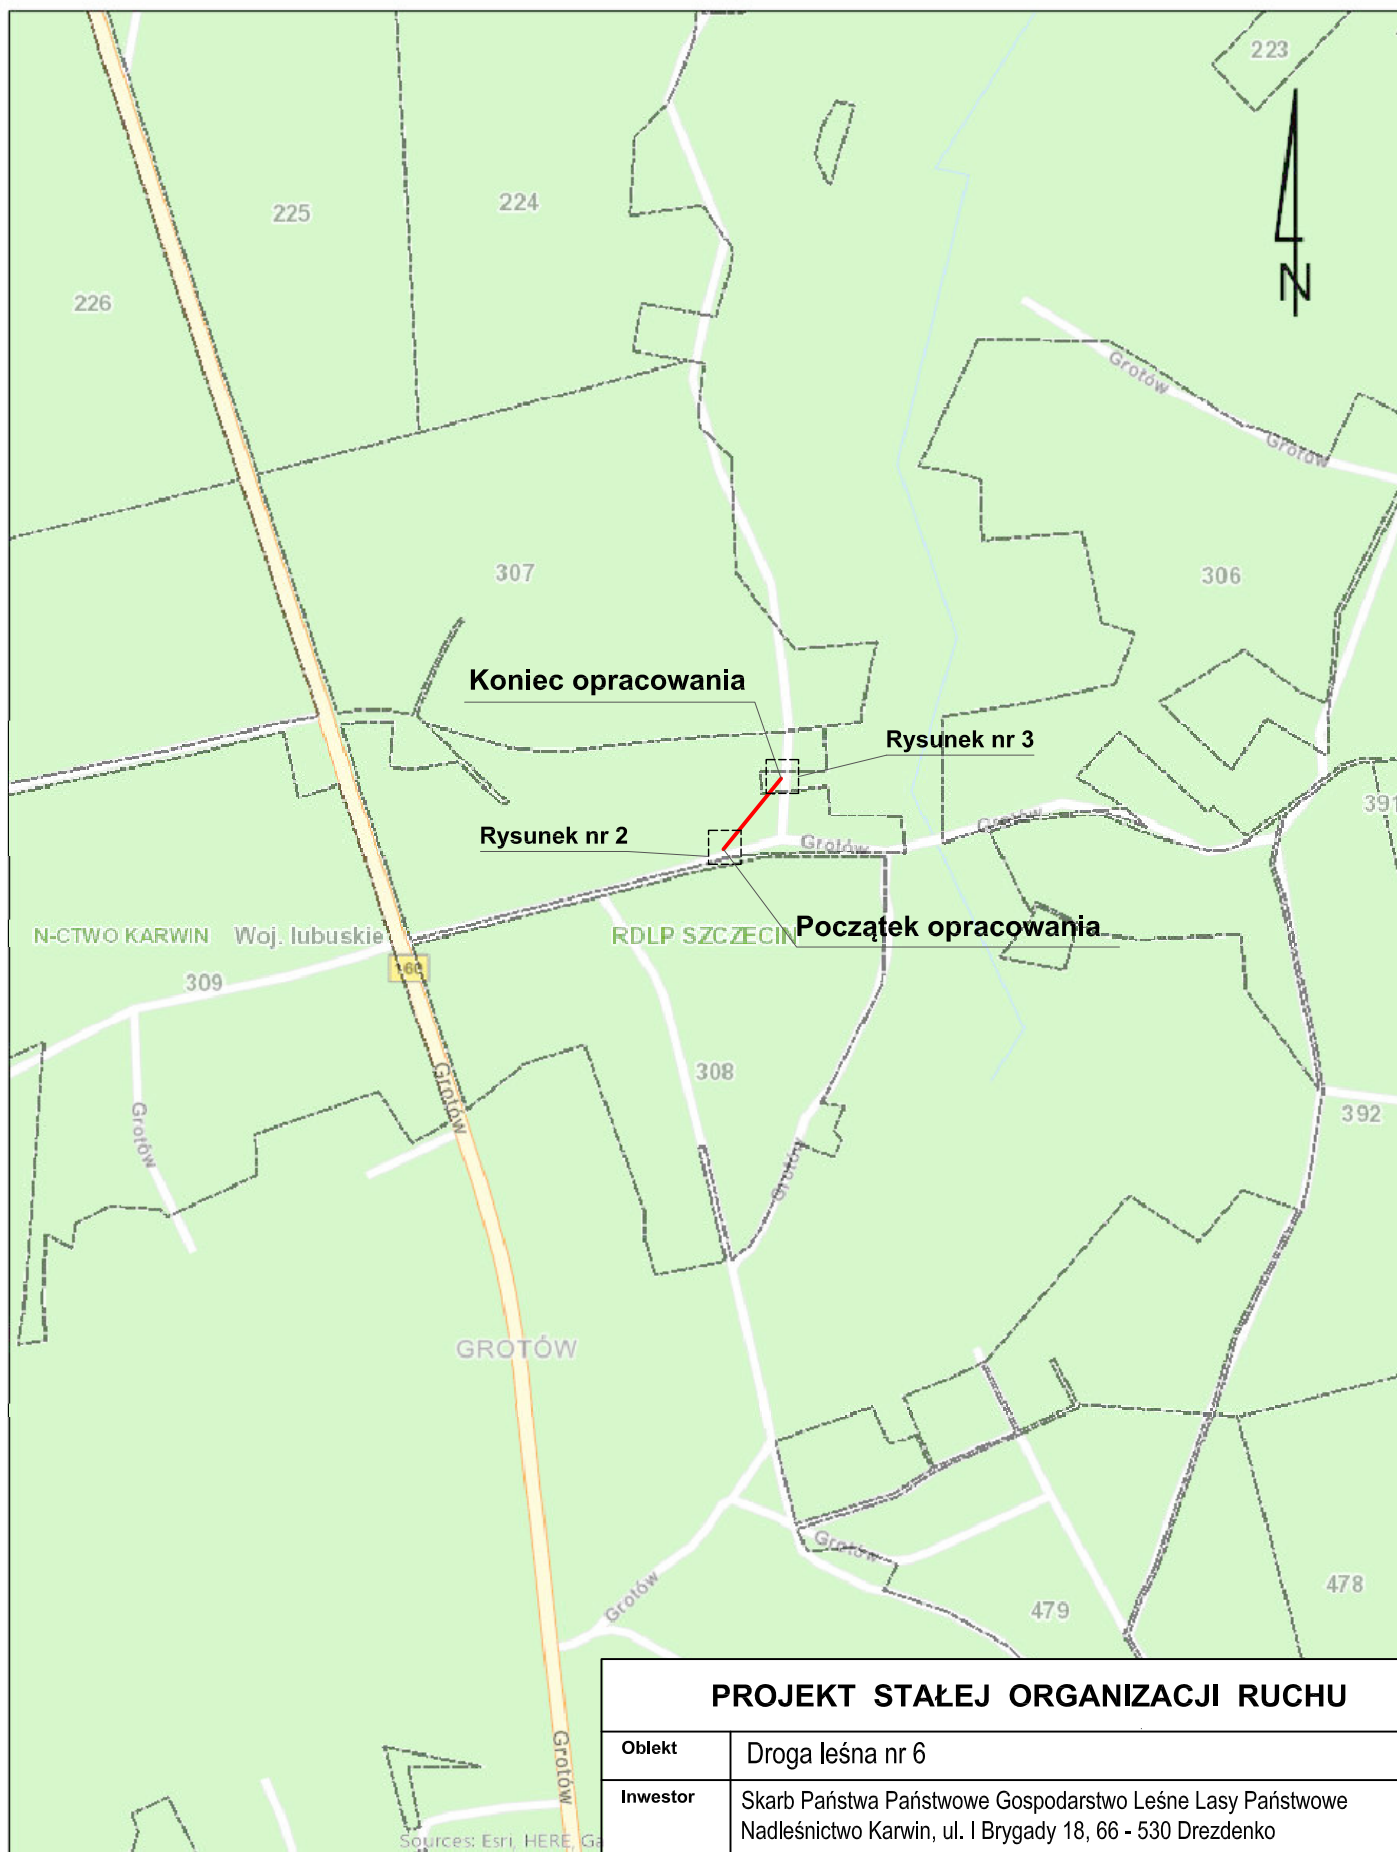 223
224
225
226
Grotów
Grotów
307
306
Koniec opracowania
Rysunek nr 3
391
Grotów
Rysunek nr 2
Grotów
Początek opracowania
N-CTWO KARWIN
Woj. lubuskie
RDLP SZCZECIN
160
309
308
Grotów
392
Grotów
Grotów
GROTÓW
Grotów
478
Grotów
479
Grotów
N
PROJEKT STAŁEJ ORGANIZACJI RUCHU
Obiekt
Droga leśna nr 6
Inwestor
Skarb Państwa Państwowe Gospodarstwo Leśne Lasy Państwowe
Nadleśnictwo Karwin, ul. I Brygady 18, 66 - 530 Drezdenko
Sources: Esri, HERE, Ga